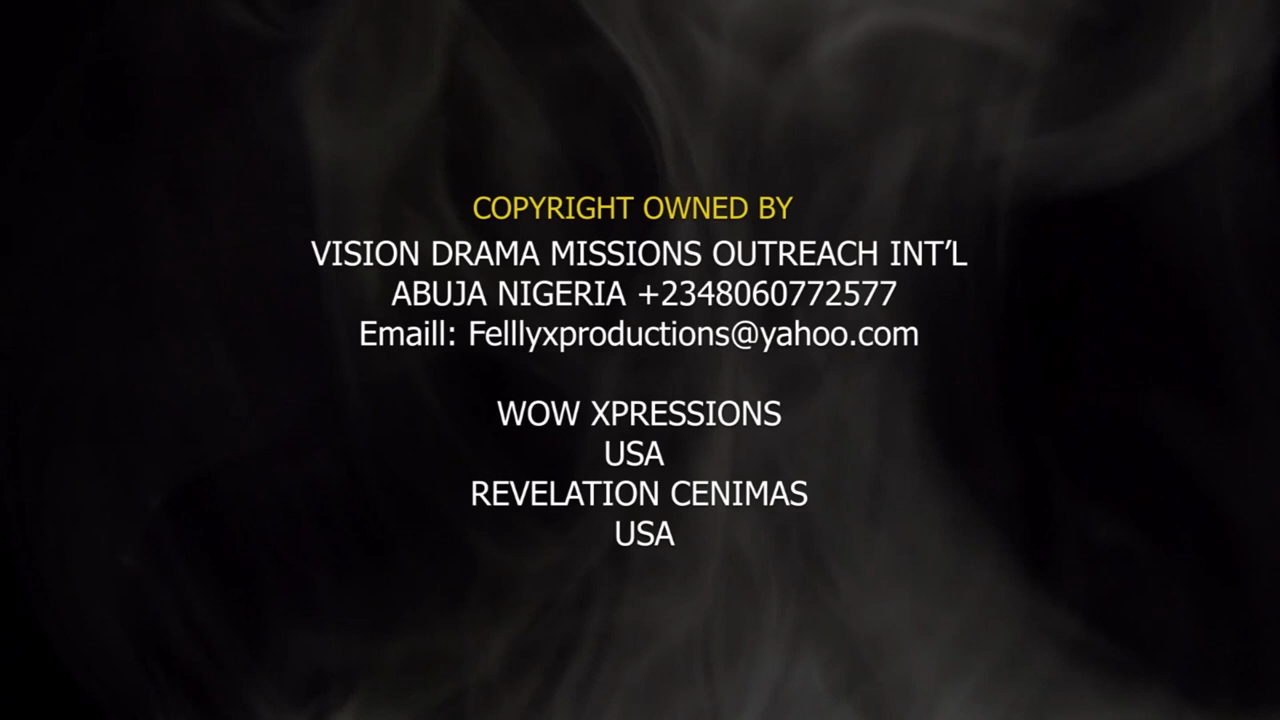 COPYRIGHT OWNED BY
VISION DRAMA MISSIONS OUTREACH INT’L
ABUJA NIGERIA +2348060772577
Emaill: Felllyxproductions@yahoo.com
WOW XPRESSIONS
USA
REVELATION CENIMAS
USA